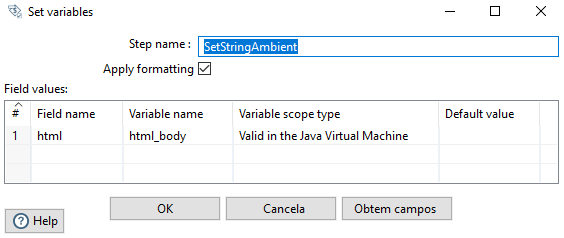 Set variables
Step name : SetStringAmbient
Apply formatting
Field values:
# Field name Variable name Variable scope type Default value
1 html html_body Valid in the Java Virtual Machine
OK Cancela Obtem campos
? Help